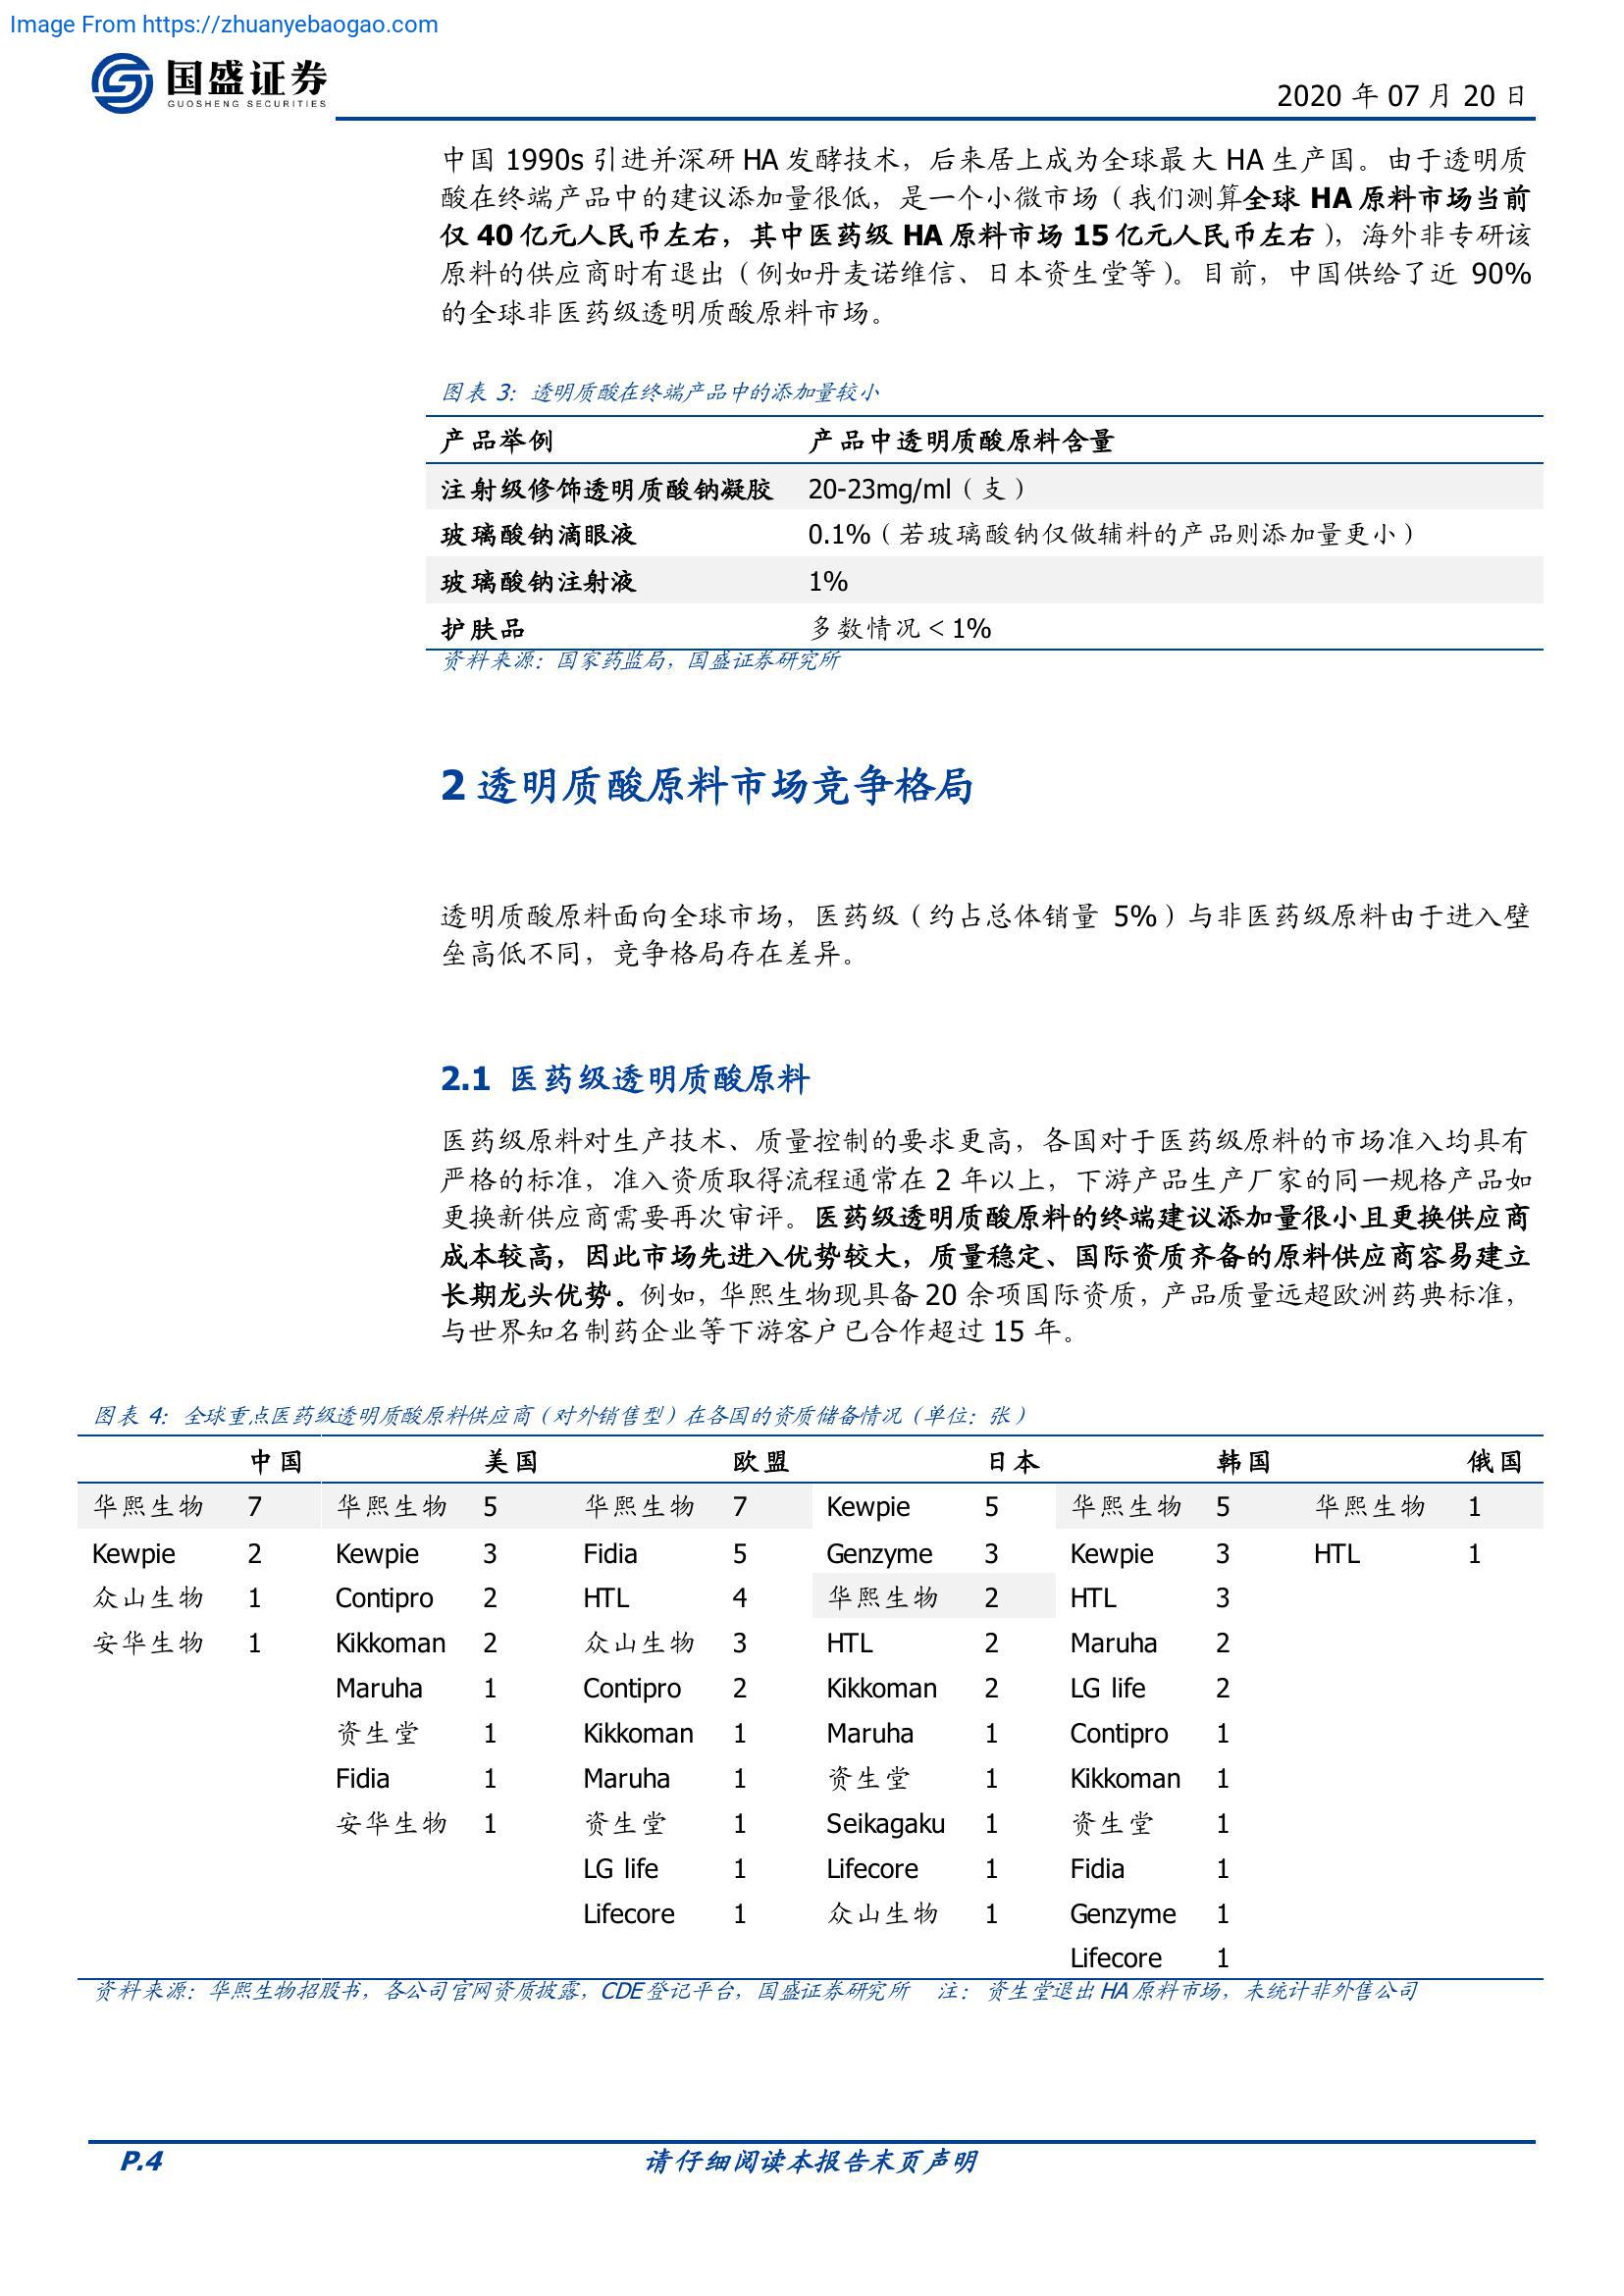 Image From https://zhuanyebaogao.com
国盛证券
GUOSHENG SECURITIES
2020 年 07 月 20 日
中国 1990s 引进并深研 HA 发酵技术，后来居上成为全球最大 HA 生产国。由于透明质
酸在终端产品中的建议添加量很低，是一个小微市场（我们测算全球 HA 原料市场当前
仅 40 亿元人民币左右，其中医药级 HA 原料市场 15 亿元人民币左右），海外非专研该
原料的供应商时有退出（例如丹麦诺维信、日本资生堂等）。目前，中国供给了近 90%
的全球非医药级透明质酸原料市场。
图表 3：透明质酸在终端产品中的添加量较小
产品举例 产品中透明质酸原料含量
注射级修饰透明质酸钠凝胶 20-23mg/ml（支）
玻璃酸钠滴眼液 0.1%（若玻璃酸钠仅做辅料的产品则添加量更小）
玻璃酸钠注射液 1%
护肤品 多数情况＜1%
资料来源：国家药监局，国盛证券研究所
2 透明质酸原料市场竞争格局
透明质酸原料面向全球市场，医药级（约占总体销量 5%）与非医药级原料由于进入壁
垒高低不同，竞争格局存在差异。
2.1 医药级透明质酸原料
医药级原料对生产技术、质量控制的要求更高，各国对于医药级原料的市场准入均具有
严格的标准，准入资质取得流程通常在 2 年以上，下游产品生产厂家的同一规格产品如
更换新供应商需要再次审评。医药级透明质酸原料的终端建议添加量很小且更换供应商
成本较高，因此市场先进入优势较大，质量稳定、国际资质齐备的原料供应商容易建立
长期龙头优势。例如，华熙生物现具备 20 余项国际资质，产品质量远超欧洲药典标准，
与世界知名制药企业等下游客户已合作超过 15 年。
图表 4：全球重点医药级透明质酸原料供应商（对外销售型）在各国的资质储备情况（单位：张）
中国 美国 欧盟 日本 韩国 俄国
华熙生物 7 华熙生物 5 华熙生物 7 Kewpie 5 华熙生物 5 华熙生物 1
Kewpie 2 Kewpie 3 Fidia 5 Genzyme 3 Kewpie 3 HTL 1
众山生物 1 Contipro 2 HTL 4 华熙生物 2 HTL 3
安华生物 1 Kikkoman 2 众山生物 3 HTL 2 Maruha 2
Maruha 1 Contipro 2 Kikkoman 2 LG life 2
资生堂 1 Kikkoman 1 Maruha 1 Contipro 1
Fidia 1 Maruha 1 资生堂 1 Kikkoman 1
安华生物 1 资生堂 1 Seikagaku 1 资生堂 1
LG life 1 Lifecore 1 Fidia 1
Lifecore 1 众山生物 1 Genzyme 1
Lifecore 1
资料来源：华熙生物招股书，各公司官网资质披露，CDE 登记平台，国盛证券研究所 注： 资生堂退出 HA 原料市场，未统计非外售公司
P.4 请仔细阅读本报告末页声明